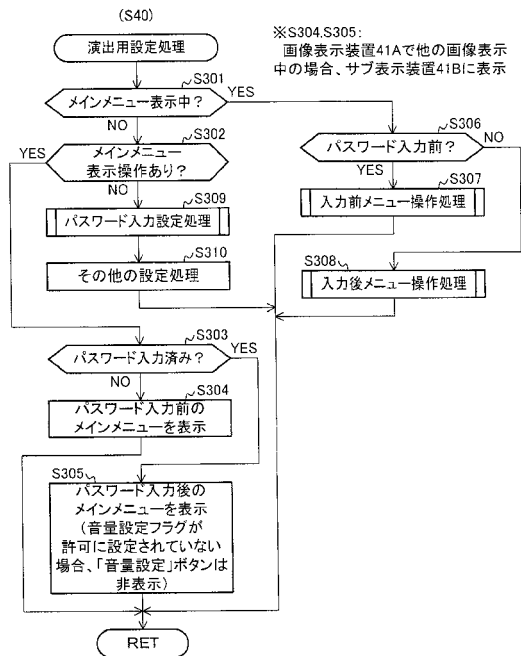 (S40)
演出用設定処理
※S304,S305:
画像表示装置41Aで他の画像表示
中の場合、サブ表示装置41Bに表示
S301
メインメニュー表示中?
YES
NO
S302
YES
メインメニュー
表示操作あり?
NO
S306
パスワード入力前?
NO
YES
S307
入力前メニュー操作処理
S309
パスワード入力設定処理
S310
その他の設定処理
S308
入力後メニュー操作処理
S303
パスワード入力済み?
YES
NO
S304
パスワード入力前の
メインメニューを表示
S305
パスワード入力後の
メインメニューを表示
(音量設定フラグが
許可に設定されていない
場合、「音量設定」ボタンは
非表示)
RET